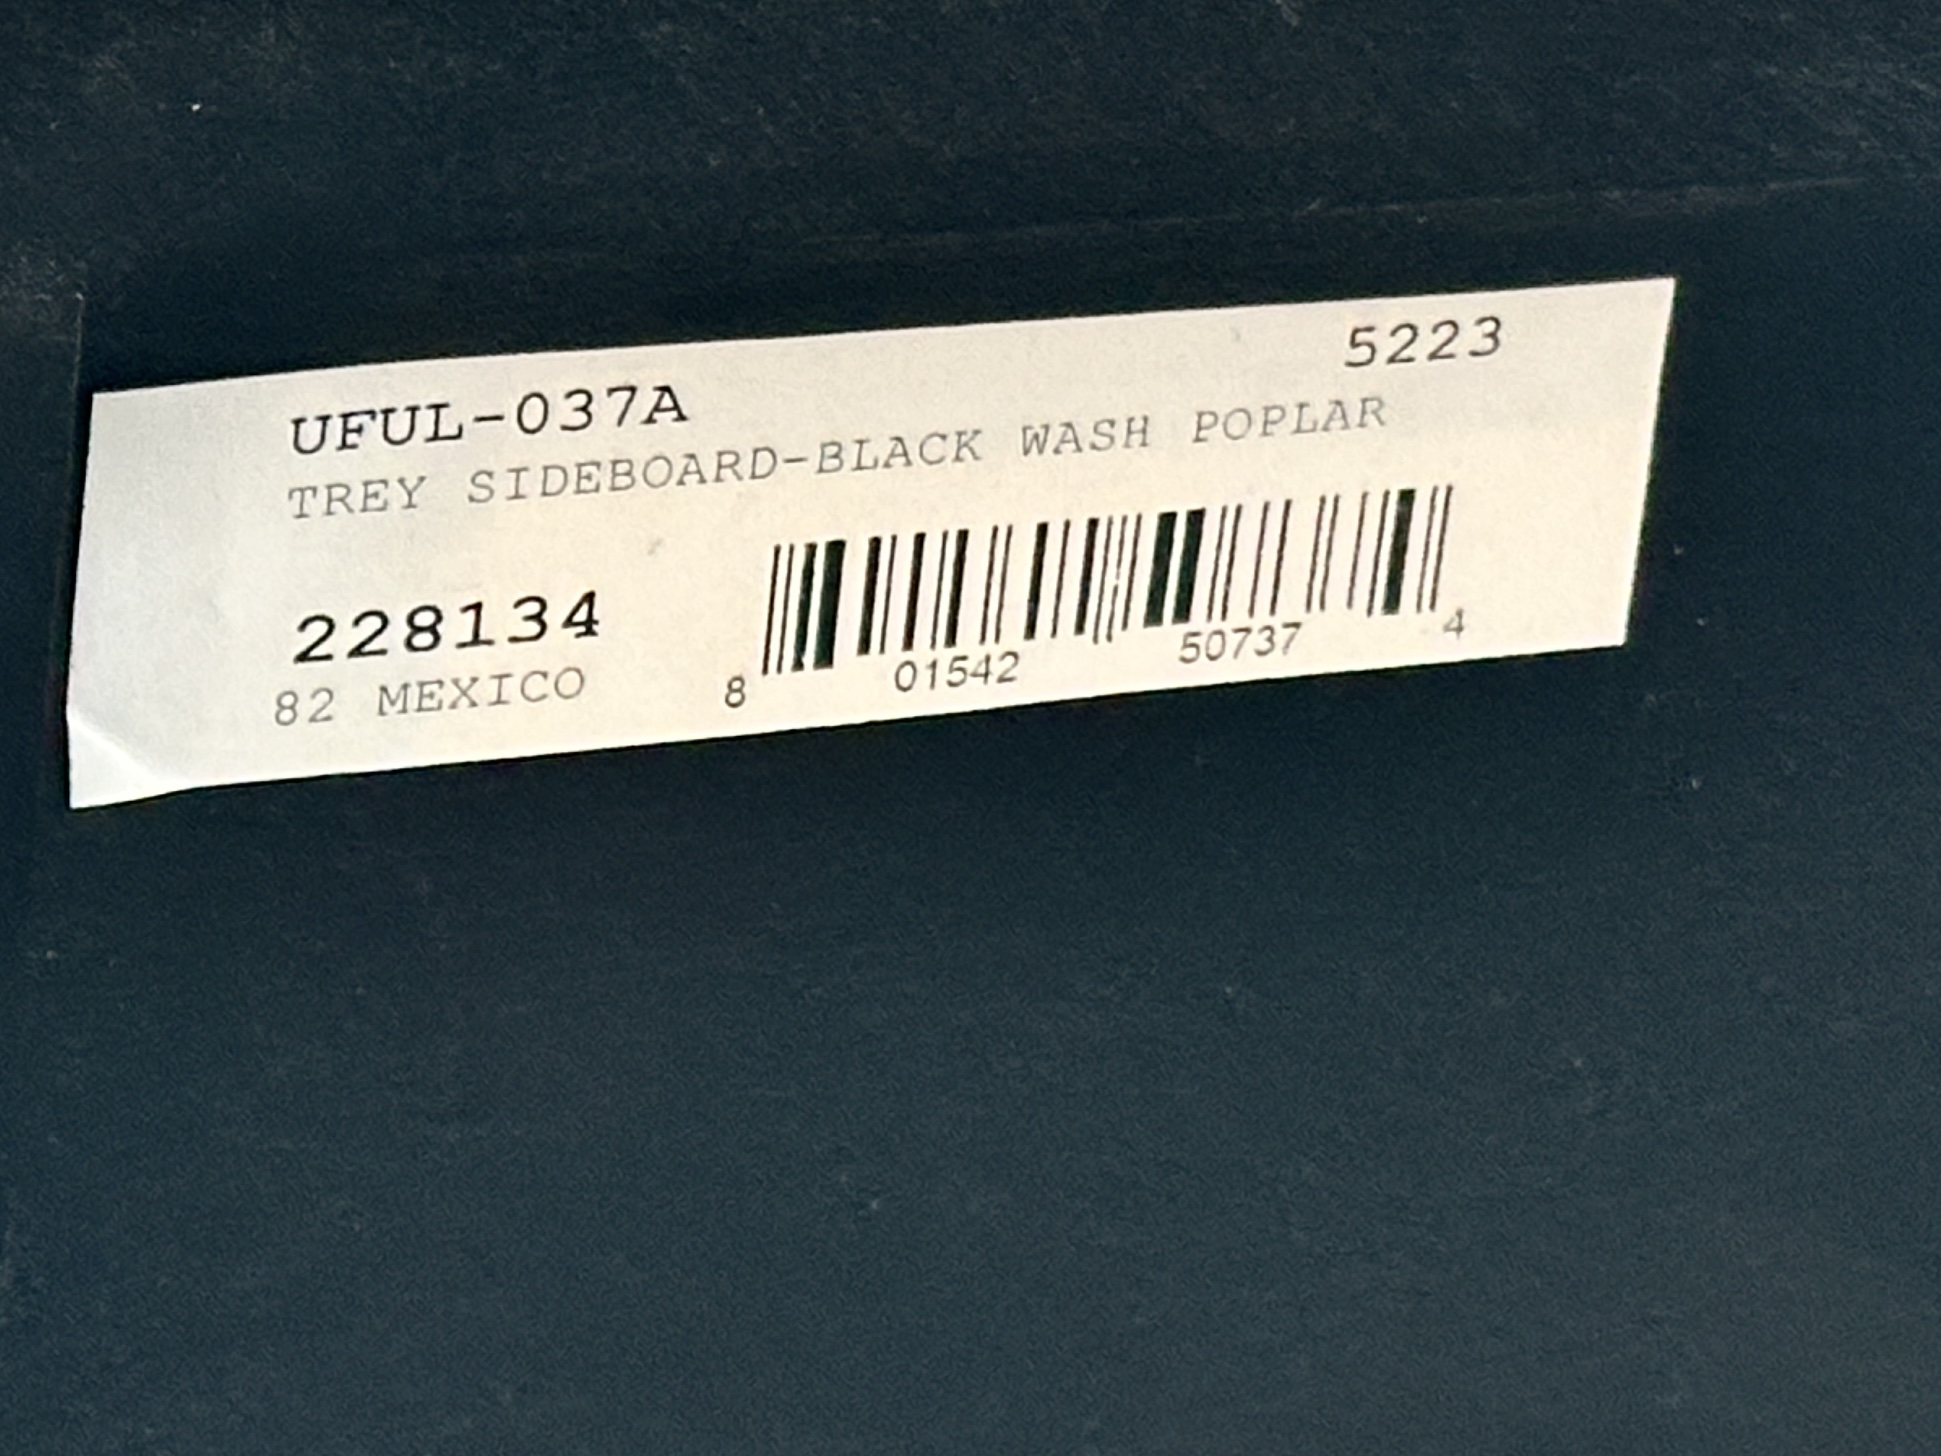 5223
UFUL-037A
TREY SIDEBOARD-BLACK WASH POPLAR
228134
82 MEXICO
8 01542 50737 4